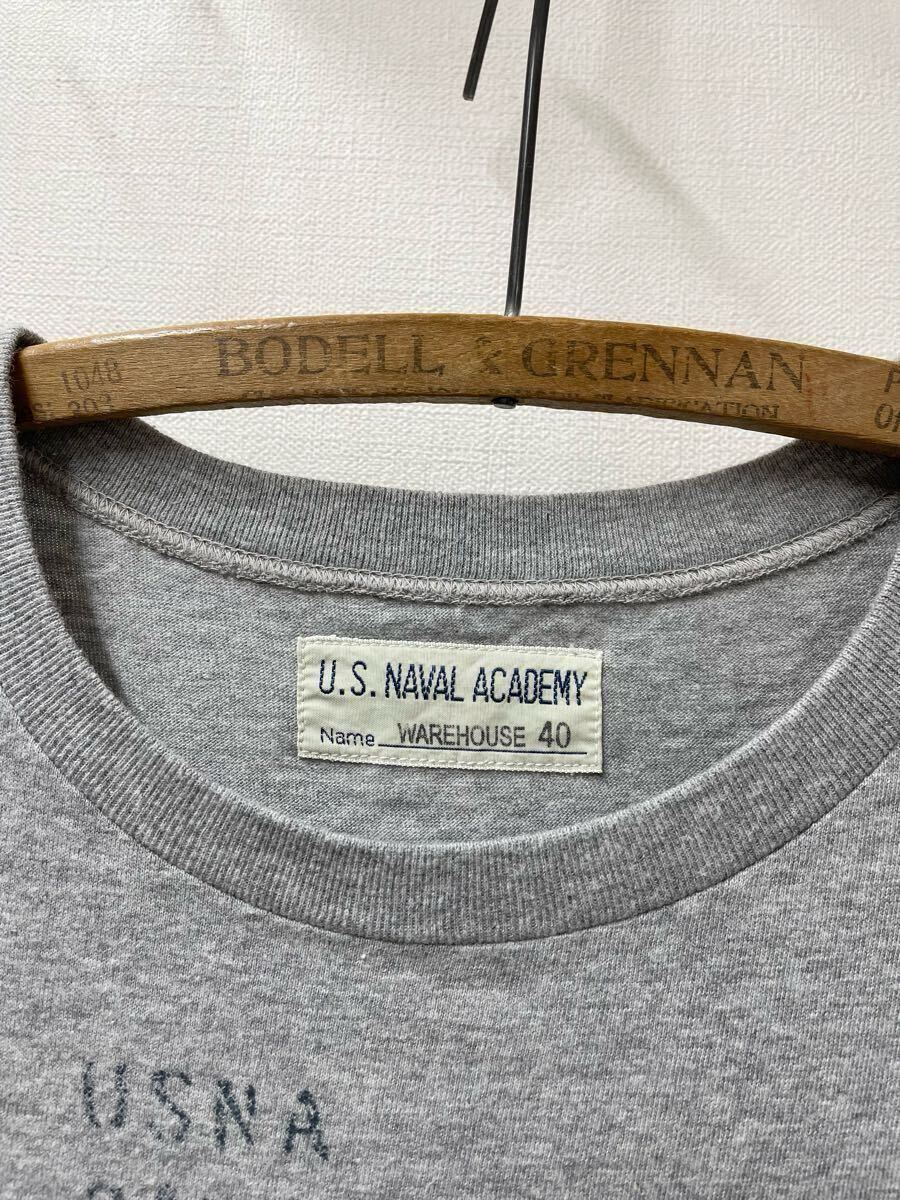 1048
BODELL & GRENNAN
U.S. NAVAL ACADEMY
Name WAREHOUSE 40
USNA